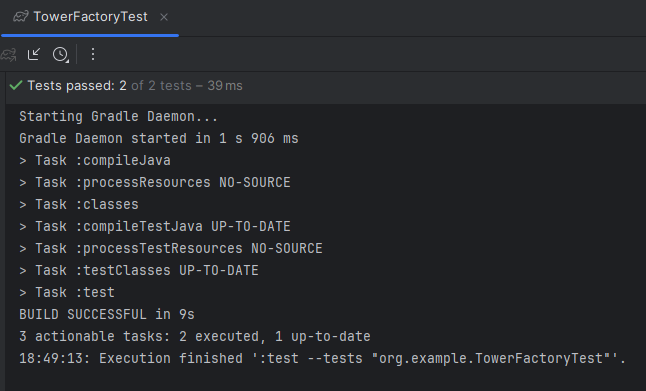 TowerFactoryTest
Tests passed: 2 of 2 tests – 39 ms
Starting Gradle Daemon...
Gradle Daemon started in 1 s 906 ms
> Task :compileJava
> Task :processResources NO-SOURCE
> Task :classes
> Task :compileTestJava UP-TO-DATE
> Task :processTestResources NO-SOURCE
> Task :testClasses UP-TO-DATE
> Task :test
BUILD SUCCESSFUL in 9s
3 actionable tasks: 2 executed, 1 up-to-date
18:49:13: Execution finished ':test --tests "org.example.TowerFactoryTest"'.